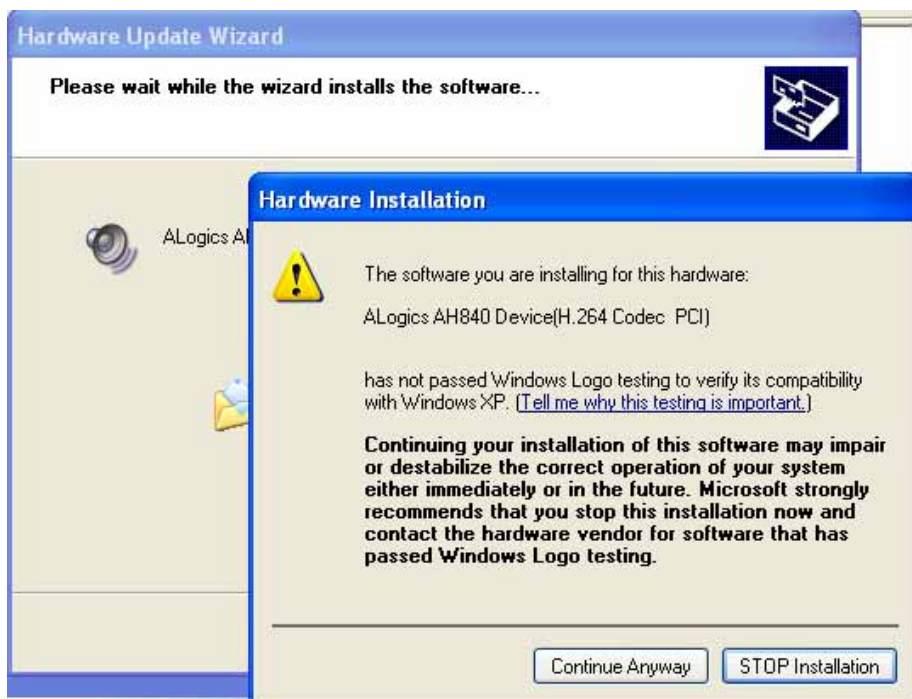 Hardware Update Wizard
Please wait while the wizard installs the software...
ALogics
Hardware Installation
The software you are installing for this hardware:
ALogics AH840 Device(H.264 Codec PCI)
has not passed Windows Logo testing to verify its compatibility
with Windows XP. (Tell me why this testing is important.)
Continuing your installation of this software may impair
or destabilize the correct operation of your system
either immediately or in the future. Microsoft strongly
recommends that you stop this installation now and
contact the hardware vendor for software that has
passed Windows Logo testing.
Continue Anyway
STOP Installation